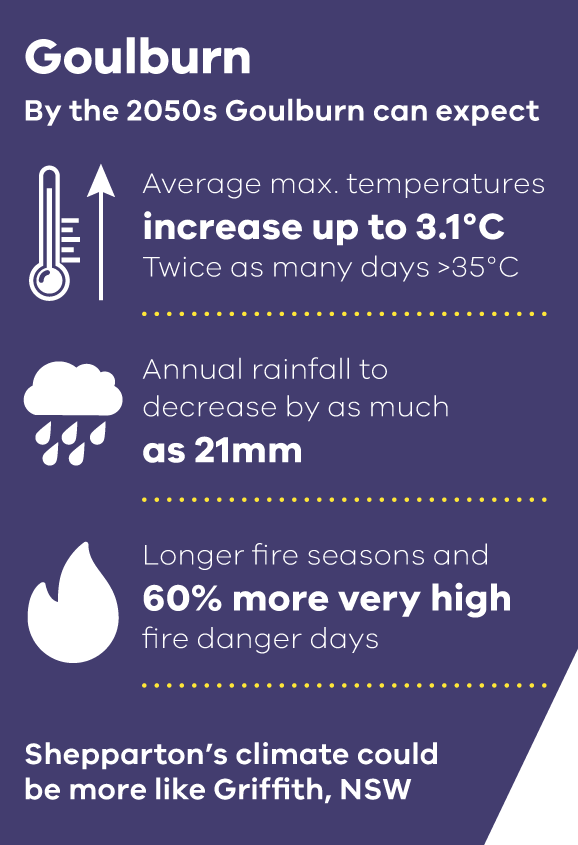 Goulburn
By the 2050s Goulburn can expect
Average max. temperatures
increase up to 3.1°C
Twice as many days >35°C
Annual rainfall to
decrease by as much
as 21mm
Longer fire seasons and
60% more very high
fire danger days
Shepparton’s climate could
be more like Griffith, NSW